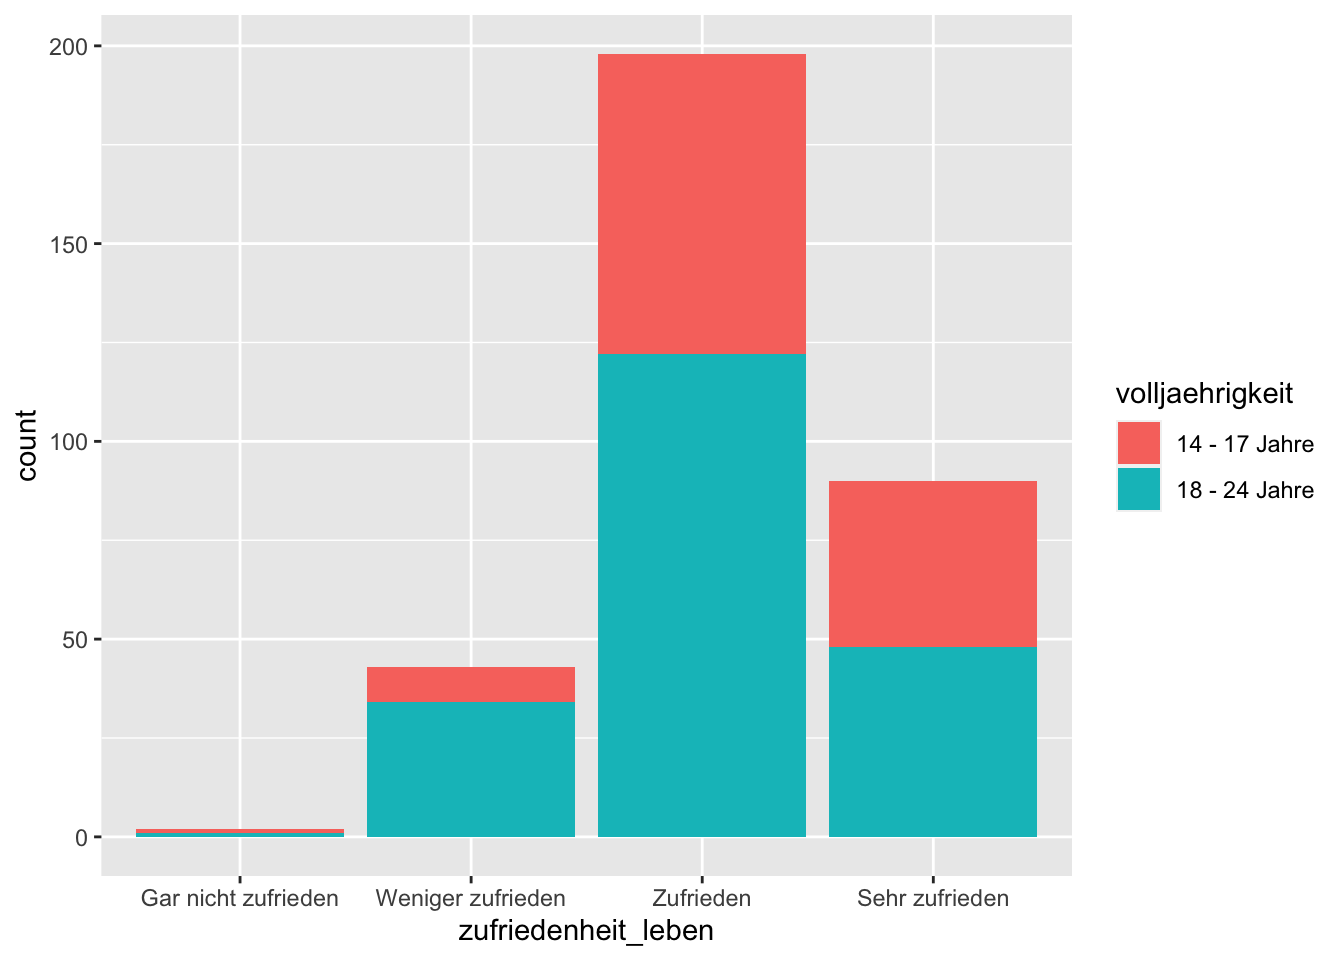 200
150
100
50
0
count
Gar nicht zufrieden
Weniger zufrieden
Zufrieden
Sehr zufrieden
zufriedenheit_leben
volljaehrigkeit
14 - 17 Jahre
18 - 24 Jahre